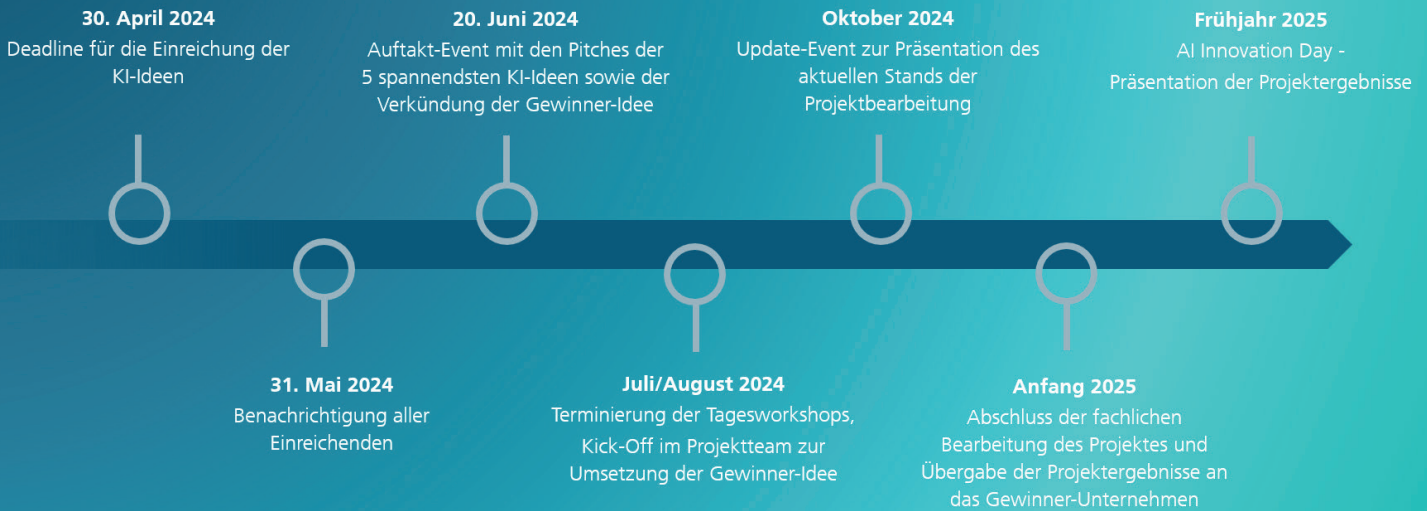 30. April 2024
Deadline für die Einreichung der
KI-Ideen
31. Mai 2024
Benachrichtigung aller
Einreichenden
20. Juni 2024
Auftakt-Event mit den Pitches der
5 spannendsten KI-Ideen sowie der
Verkündung der Gewinner-Idee
Juli/August 2024
Terminierung der Tagesworkshops,
Kick-Off im Projektteam zur
Umsetzung der Gewinner-Idee
Oktober 2024
Update-Event zur Präsentation des
aktuellen Stands der
Projektbearbeitung
Anfang 2025
Abschluss der fachlichen
Bearbeitung des Projektes und
Übergabe der Projektergebnisse an
das Gewinner-Unternehmen
Frühjahr 2025
AI Innovation Day -
Präsentation der Projektergebnisse